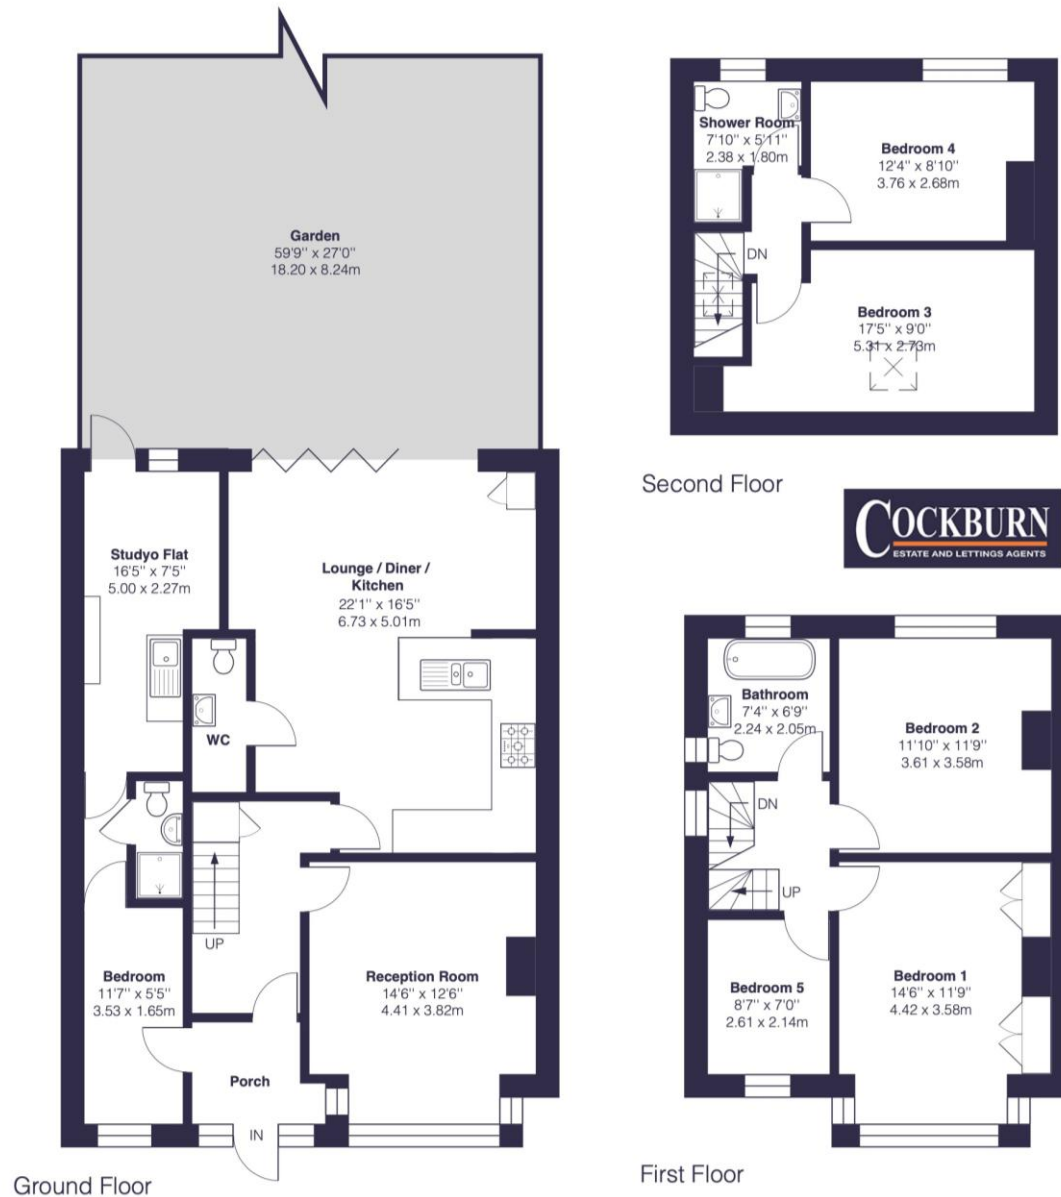 Garden
59'9" x 27'0"
18.20 x 8.24m
Studyo Flat
16'5" x 7'5"
5.00 x 2.27m
Lounge / Diner /
Kitchen
22'1" x 16'5"
6.73 x 5.01m
WC
UP
Bedroom
11'7" x 5'5"
3.53 x 1.65m
Reception Room
14'6" x 12'6"
4.41 x 3.82m
Porch
IN
Ground Floor
Shower Room
7'10" x 5'11"
2.38 x 1.80m
Bedroom 4
12'4" x 8'10"
3.76 x 2.68m
DN
Bedroom 3
17'5" x 9'0"
5.31 x 2.73m
Second Floor
COCKBURN
ESTATE AND LETTINGS AGENTS
Bathroom
7'4" x 6'9"
2.24 x 2.05m
Bedroom 2
11'10" x 11'9"
3.61 x 3.58m
DN
UP
Bedroom 5
8'7" x 7'0"
2.61 x 2.14m
Bedroom 1
14'6" x 11'9"
4.42 x 3.58m
First Floor